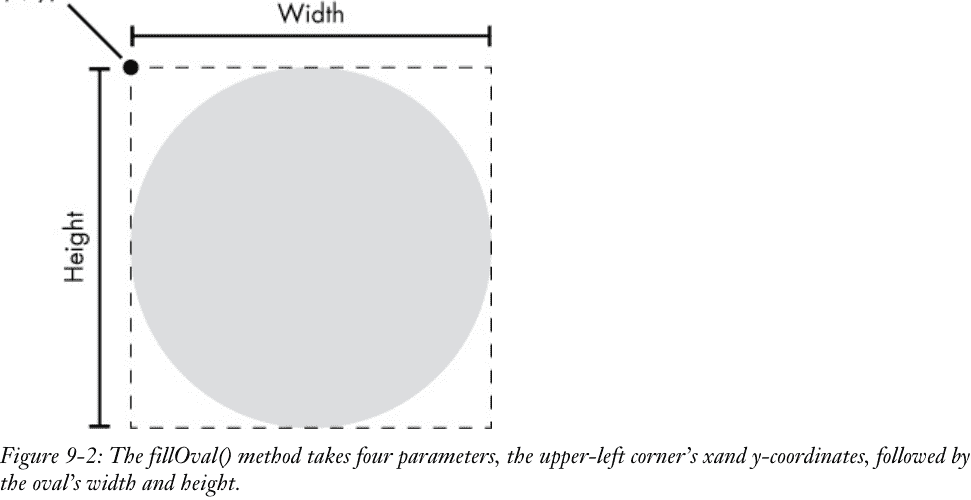 Width
Height
Figure 9-2: The fillOval() method takes four parameters, the upper-left corner's xand y-coordinates, followed by
the oval's width and height.